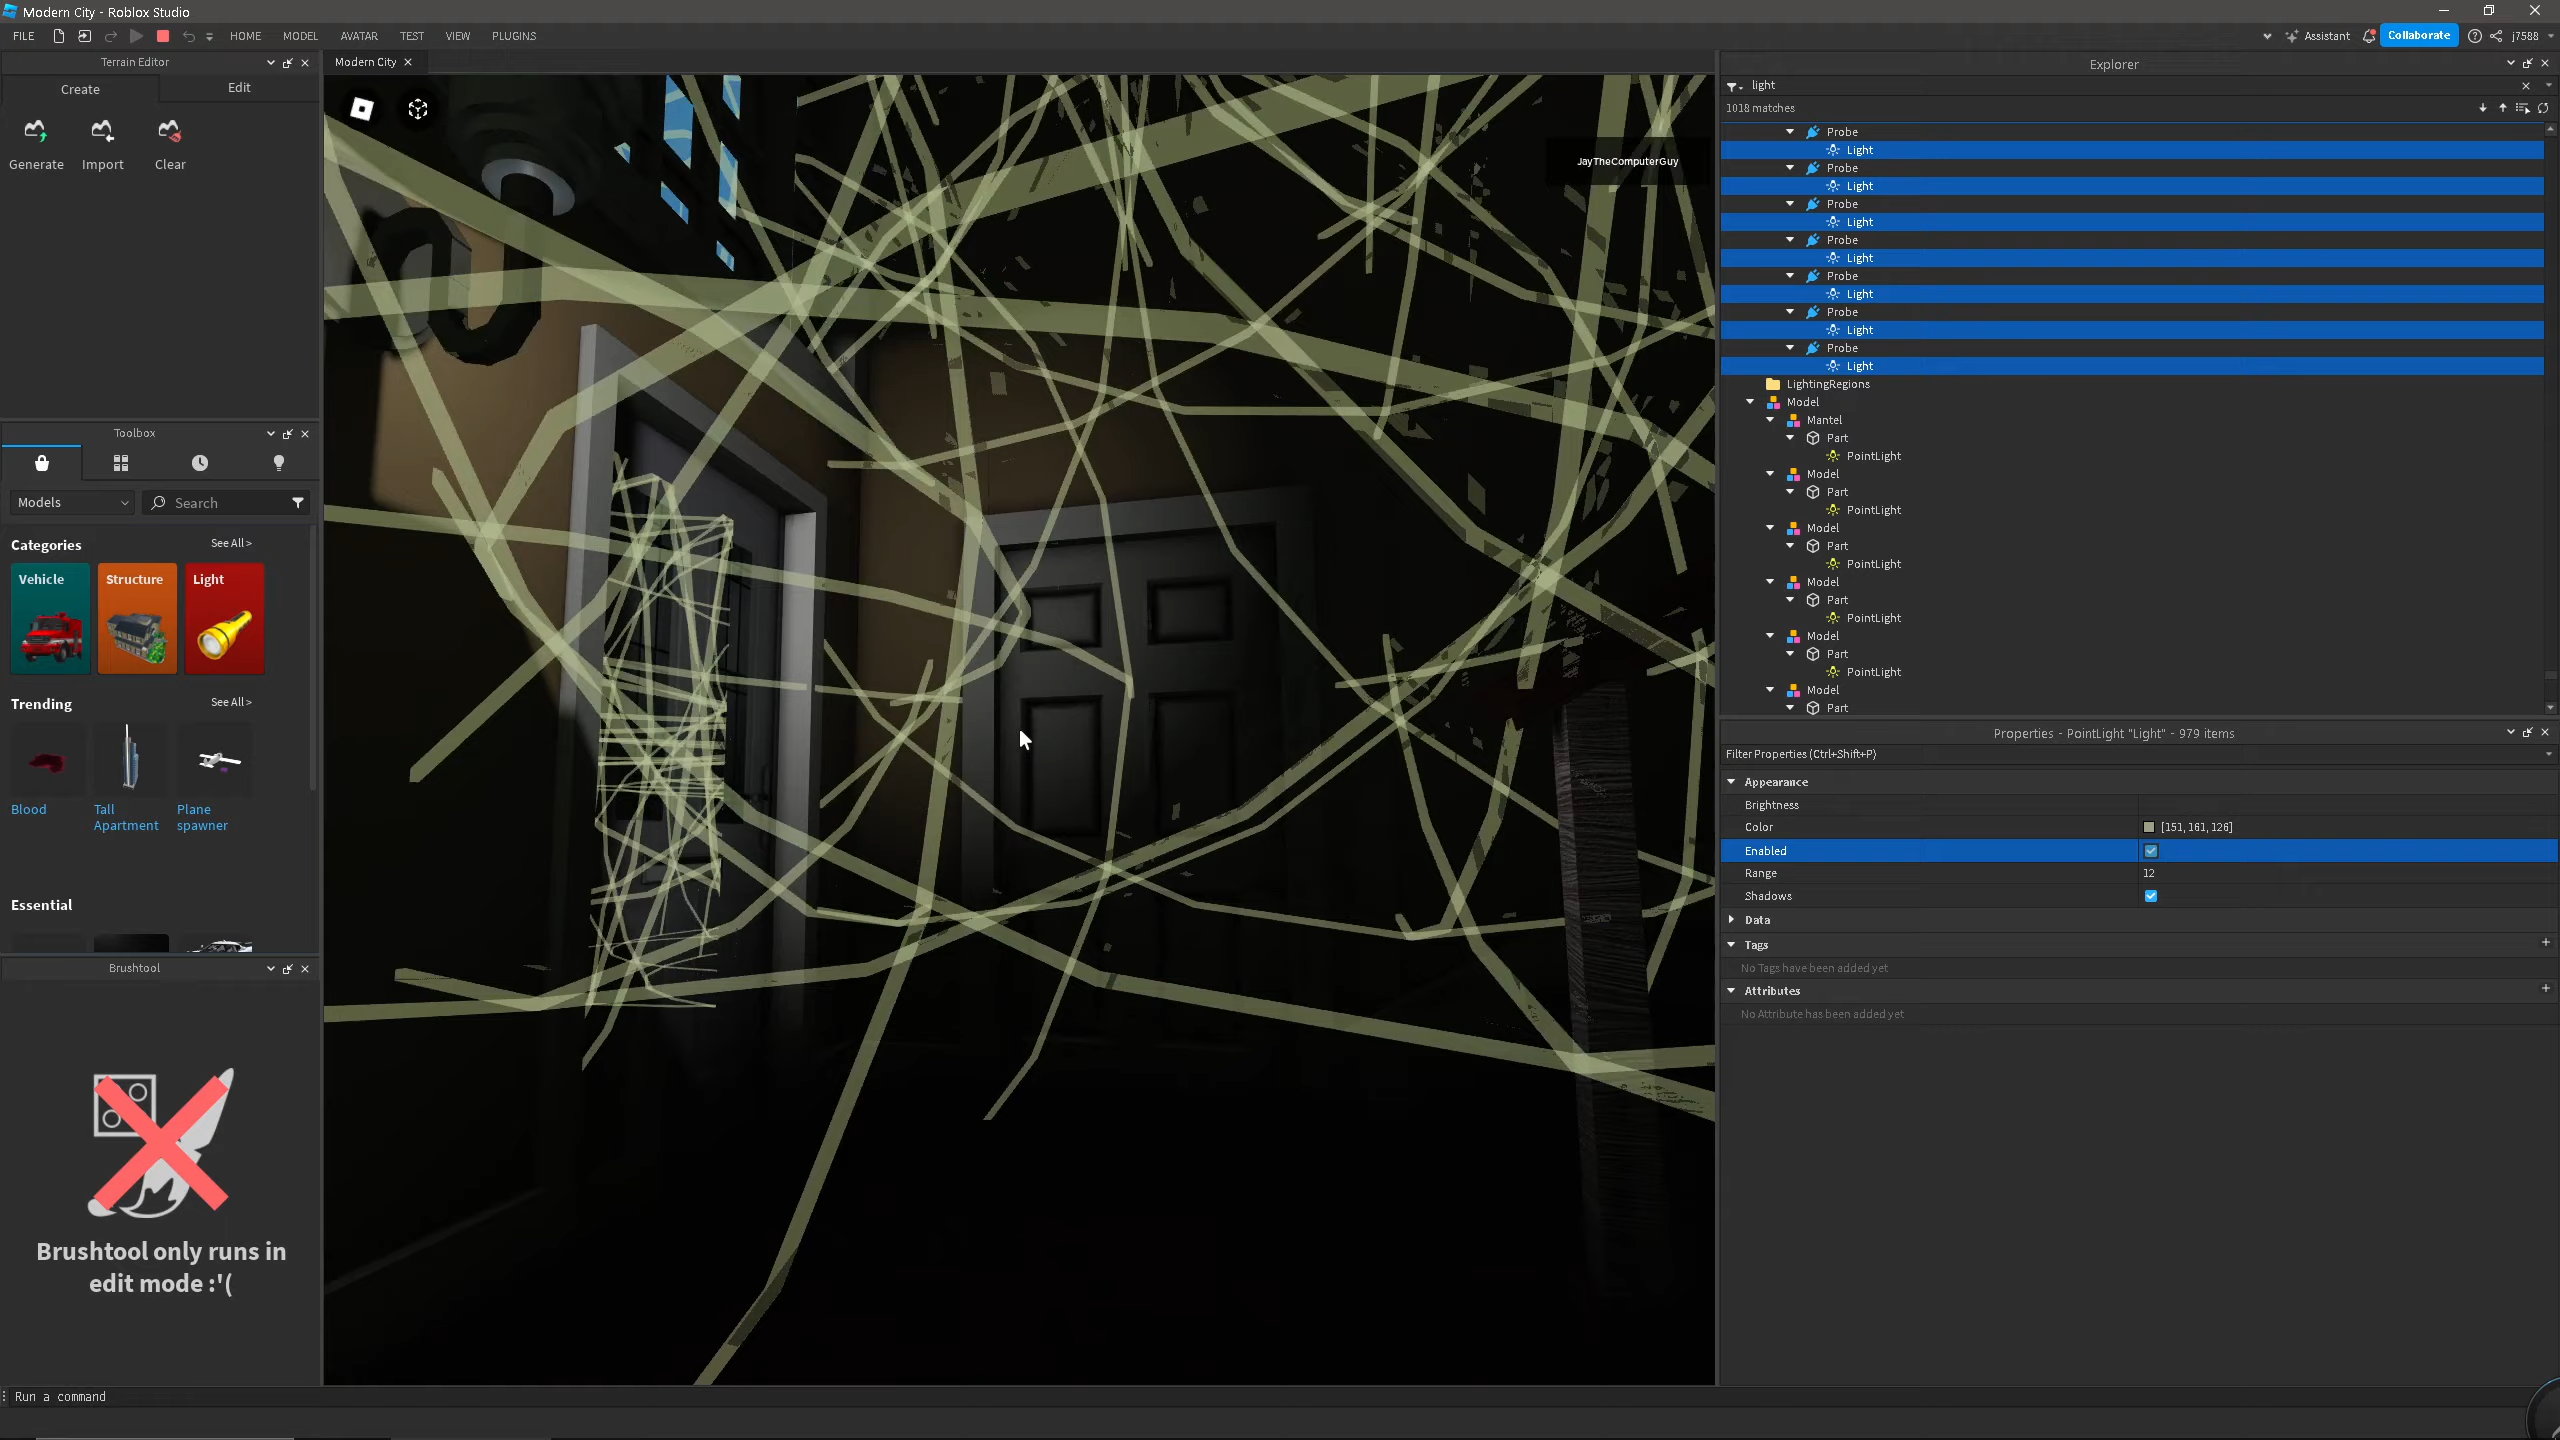 Modern City - Roblox Studio
FILE
HOME
MODEL
AVATAR
TEST
VIEW
PLUGINS
Assistant
Collaborate
j7588
Terrain Editor
Create
Edit
Generate
Import
Clear
Toolbox
Models
Search
Categories
See All >
Vehicle
Structure
Light
Trending
See All >
Blood
Tall
Apartment
Plane
spawner
Essential
Brushtool
Brushtool only runs in
edit mode :'(
Run a command
Modern City
JayTheComputerGuy
Explorer
light
1018 matches
Probe
Light
Probe
Light
Probe
Light
Probe
Light
Probe
Light
Probe
Light
Probe
Light
LightingRegions
Model
Mantel
Part
PointLight
Model
Part
PointLight
Model
Part
PointLight
Model
Part
PointLight
Model
Part
PointLight
Model
Part
Properties - PointLight "Light" - 979 items
Filter Properties (Ctrl+Shift+P)
Appearance
Brightness
Color [151, 161, 126]
Enabled
Range 12
Shadows
Data
Tags
No Tags have been added yet
Attributes
No Attribute has been added yet